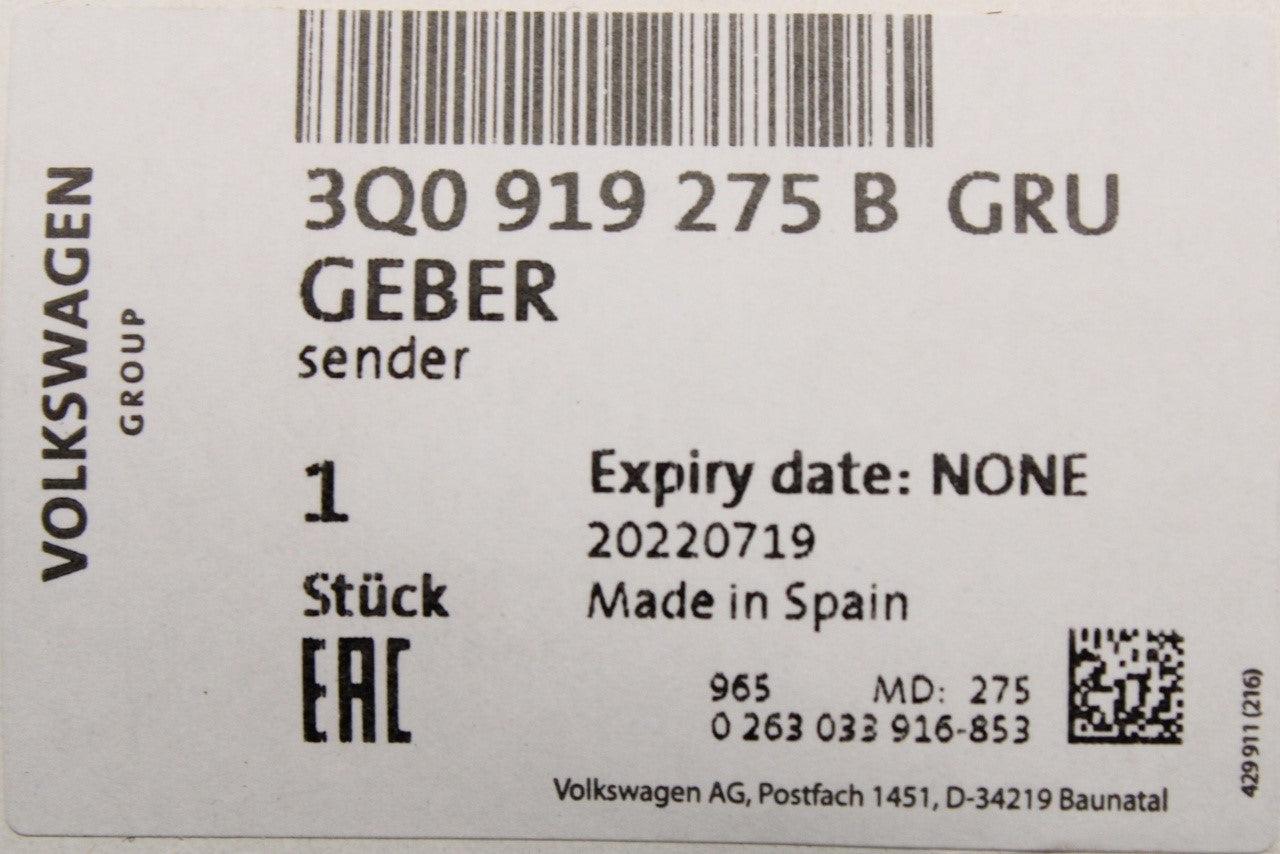 VOLKSWAGEN
GROUP
3Q0 919 275 B GRU
GEBER
sender
1
Expiry date: NONE
20220719
Stück
Made in Spain
EAC
965 MD: 275
0 263 033 916-853
Volkswagen AG, Postfach 1451, D-34219 Baunatal
429 911 (216)